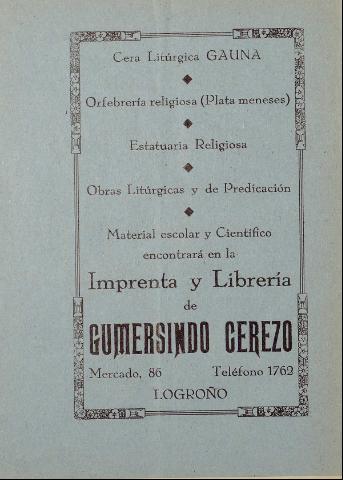 Cera Litúrgica GAUNA
Orfebrería religiosa (Plata meneses)
Estatuaria Religiosa
Obras Litúrgicas y de Predicación
Material escolar y Científico
encontrará en la
Imprenta y Librería
de
GUMERSINDO CEREZO
Mercado, 86 Teléfono 1762
LOGROÑO